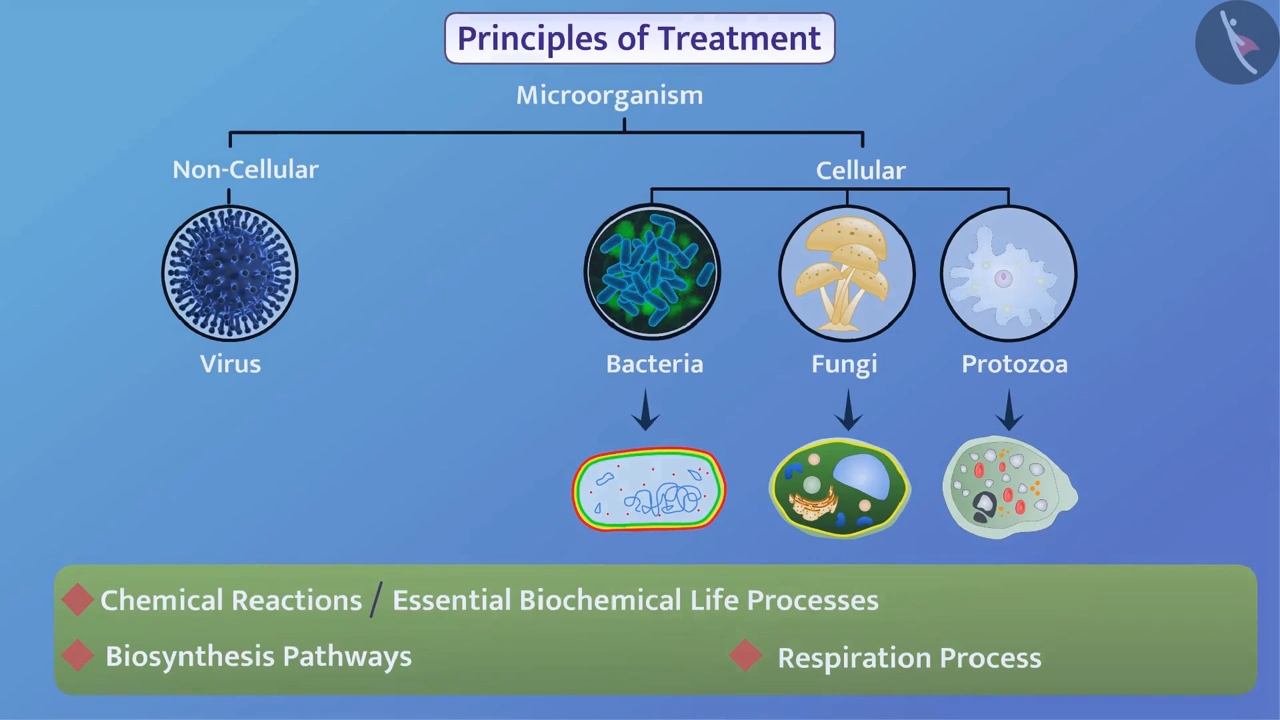 Principles of Treatment
Microorganism
Non-Cellular
Cellular
Virus
Bacteria
Fungi
Protozoa
Chemical Reactions / Essential Biochemical Life Processes
Biosynthesis Pathways
Respiration Process